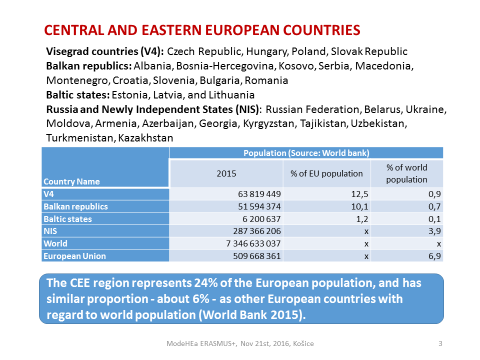 CENTRAL AND EASTERN EUROPEAN COUNTRIES
Visegrad countries (V4): Czech Republic, Hungary, Poland, Slovak Republic
Balkan republics: Albania, Bosnia-Hercegovina, Kosovo, Serbia, Macedonia,
Montenegro, Croatia, Slovenia, Bulgaria, Romania
Baltic states: Estonia, Latvia, and Lithuania
Russia and Newly Independent States (NIS): Russian Federation, Belarus, Ukraine,
Moldova, Armenia, Azerbaijan, Georgia, Kyrgyzstan, Tajikistan, Uzbekistan,
Turkmenistan, Kazakhstan
Population (Source: World bank)
Country Name 2015 % of EU population % of world population
V4 63 819 449 12,5 0,9
Balkan republics 51 594 374 10,1 0,7
Baltic states 6 200 637 1,2 0,1
NIS 287 366 206 x 3,9
World 7 346 633 037 x x
European Union 509 668 361 x 6,9
The CEE region represents 24% of the European population, and has
similar proportion - about 6% - as other European countries with
regard to world population (World Bank 2015).
ModeHEa ERASMUS+, Nov 21st, 2016, Košice 3